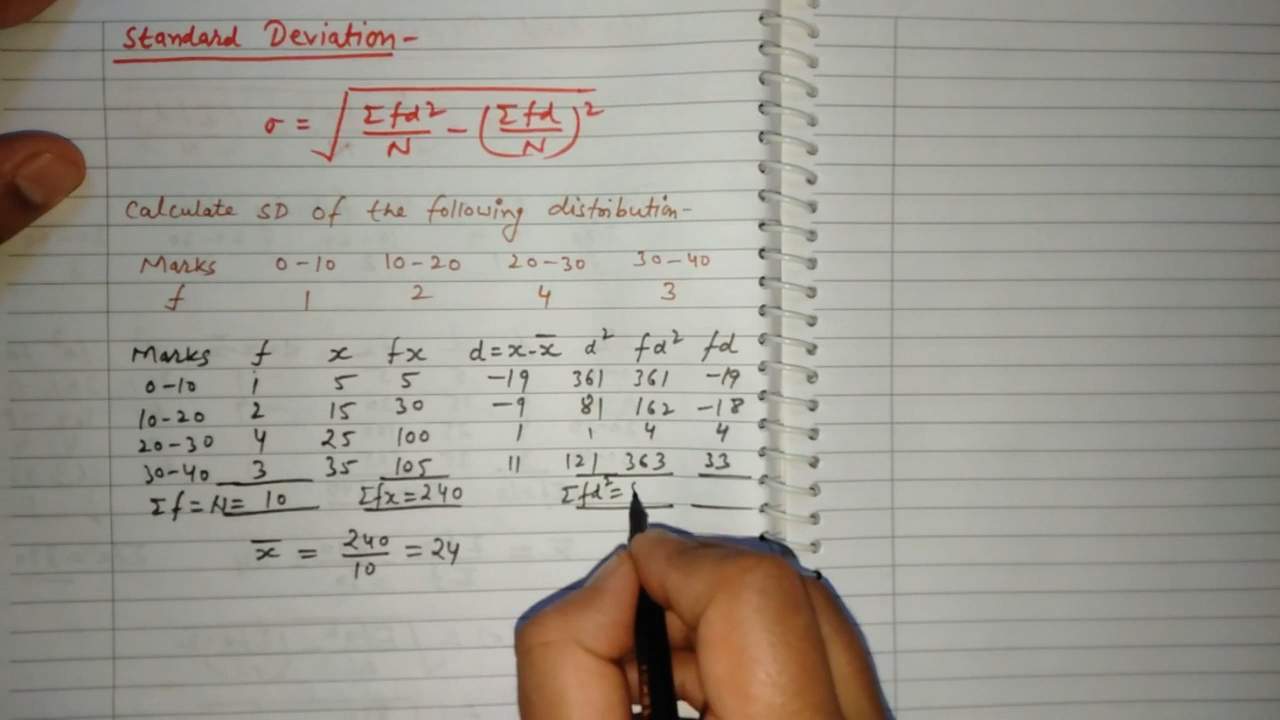 Standard Deviation-
σ = √ Σfd²/N - (Σfd/N)²
Calculate SD of the following distribution-
Marks 0-10 10-20 20-30 30-40
f 1 2 4 3
Marks f x fx d=x-x̄ d² fd² fd
0-10 1 5 5 -19 361 361 -19
10-20 2 15 30 -9 81 162 -18
20-30 4 25 100 1 1 4 4
30-40 3 35 105 11 121 363 33
Σf=N= 10 Σfx=240 Σfd²=
x̄ = 240/10 = 24